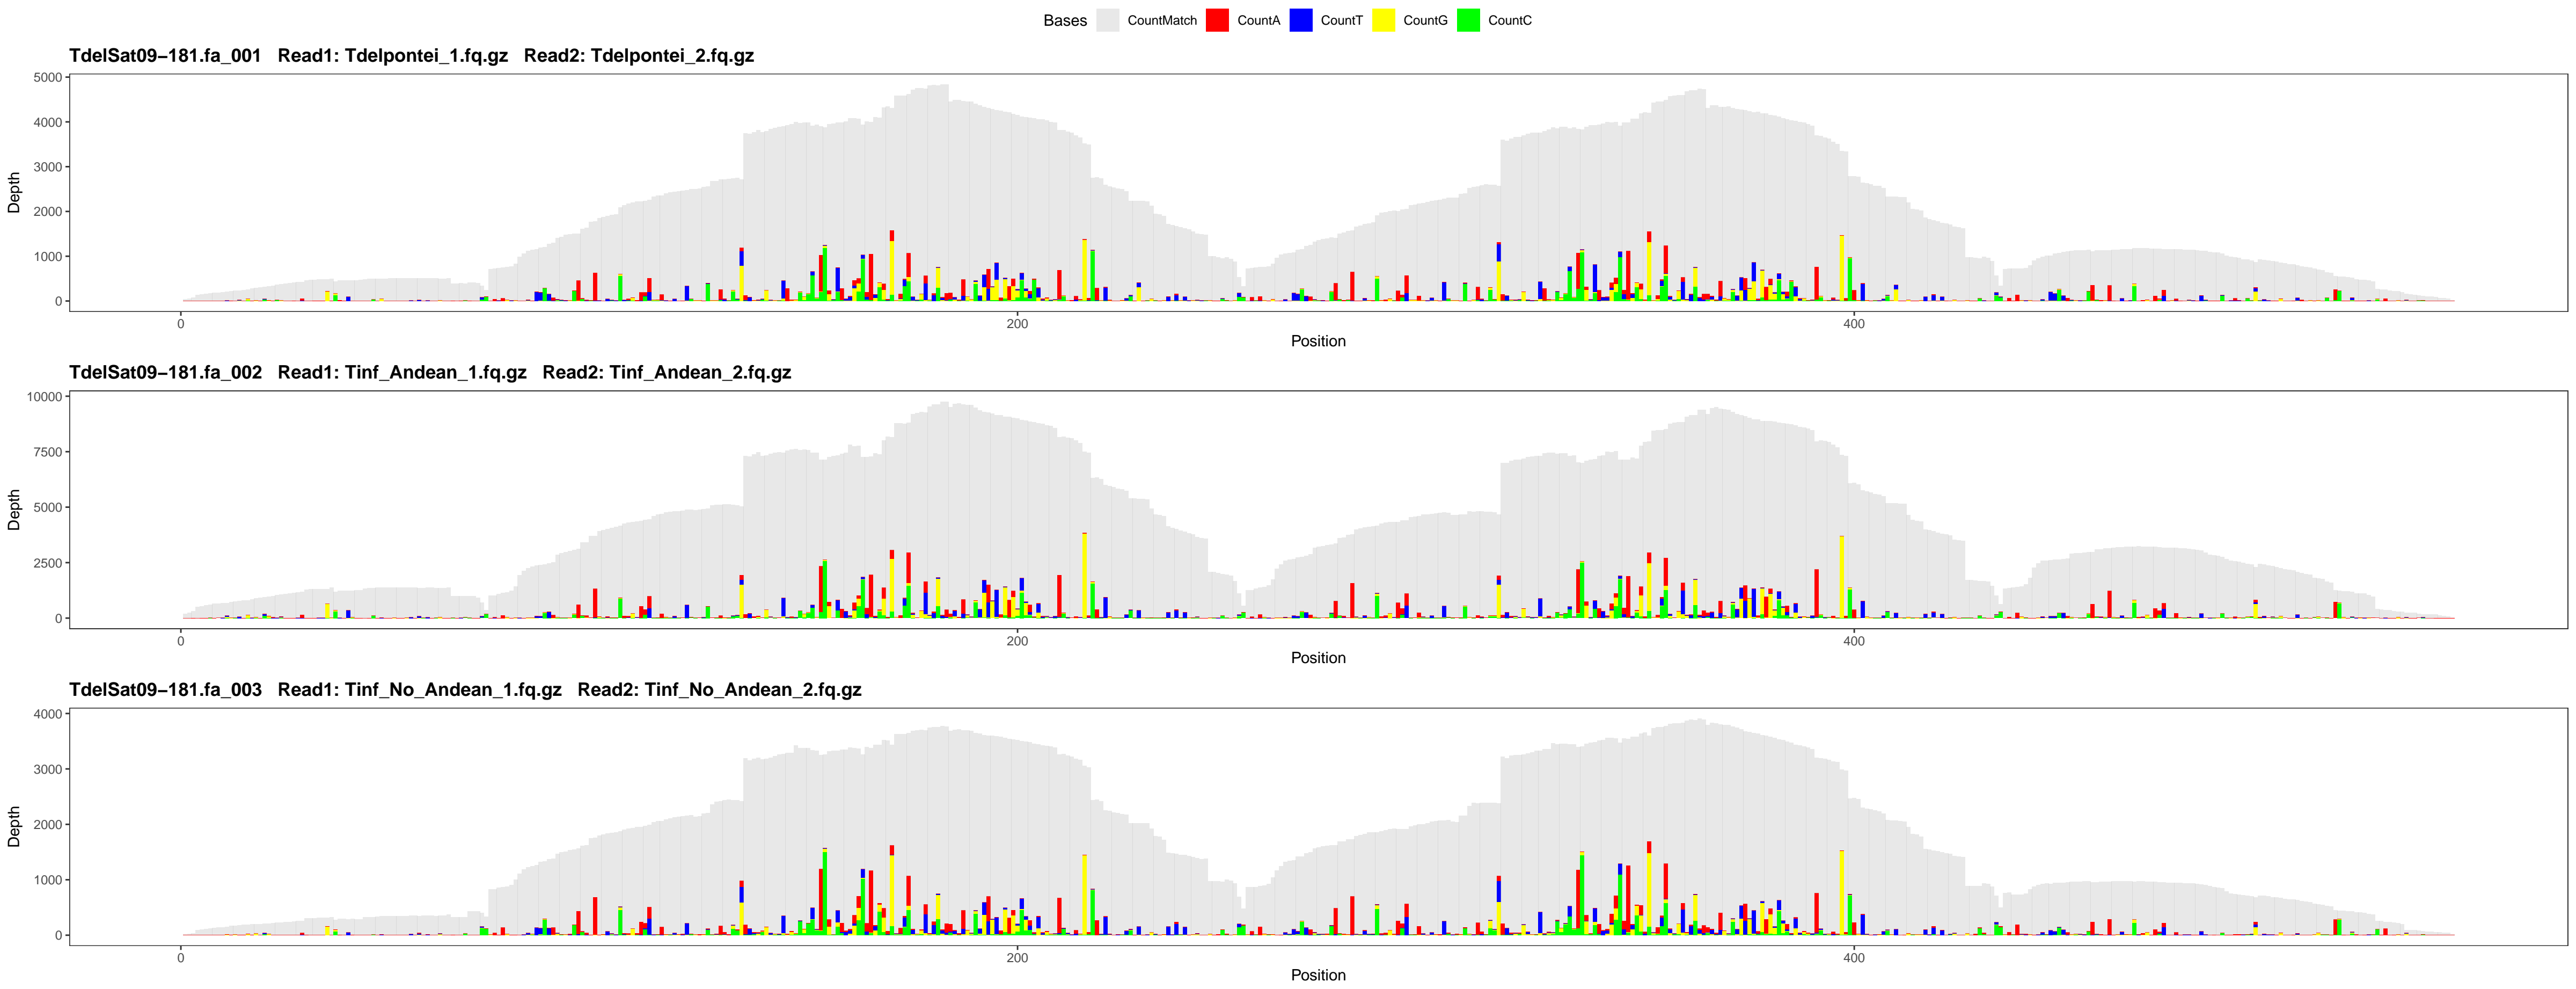 Bases CountMatch CountA CountT CountG CountC
TdelSat09−181.fa_001 Read1: Tdelpontei_1.fq.gz Read2: Tdelpontei_2.fq.gz
5000
4000
3000
2000
1000
0
Depth
0 200 400
Position
TdelSat09−181.fa_002 Read1: Tinf_Andean_1.fq.gz Read2: Tinf_Andean_2.fq.gz
10000
7500
5000
2500
0
Depth
0 200 400
Position
TdelSat09−181.fa_003 Read1: Tinf_No_Andean_1.fq.gz Read2: Tinf_No_Andean_2.fq.gz
4000
3000
2000
1000
0
Depth
0 200 400
Position